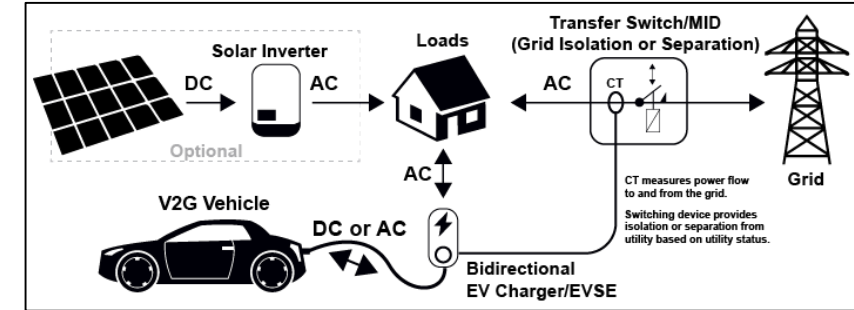 Transfer Switch/MID
(Grid Isolation or Separation)
Solar Inverter
Loads
DC
AC
AC
CT
Optional
AC
CT measures power flow
to and from the grid.
Switching device provides
isolation or separation from
utility based on utility status.
Grid
V2G Vehicle
DC or AC
Bidirectional
EV Charger/EVSE